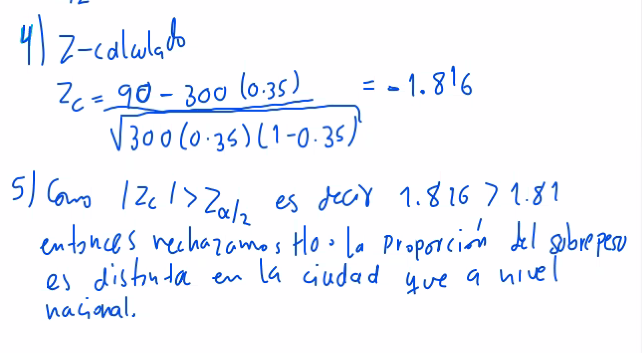 4) Z-calculado
Zc = 90 - 300 (0.35) / √300(0.35)(1-0.35) = -1.816
5) Como |Zc| > Zα/2 es decir 1.816 > 1.81
entonces rechazamos Ho. La proporción del sobrepeso
es distinta en la ciudad que a nivel
nacional.